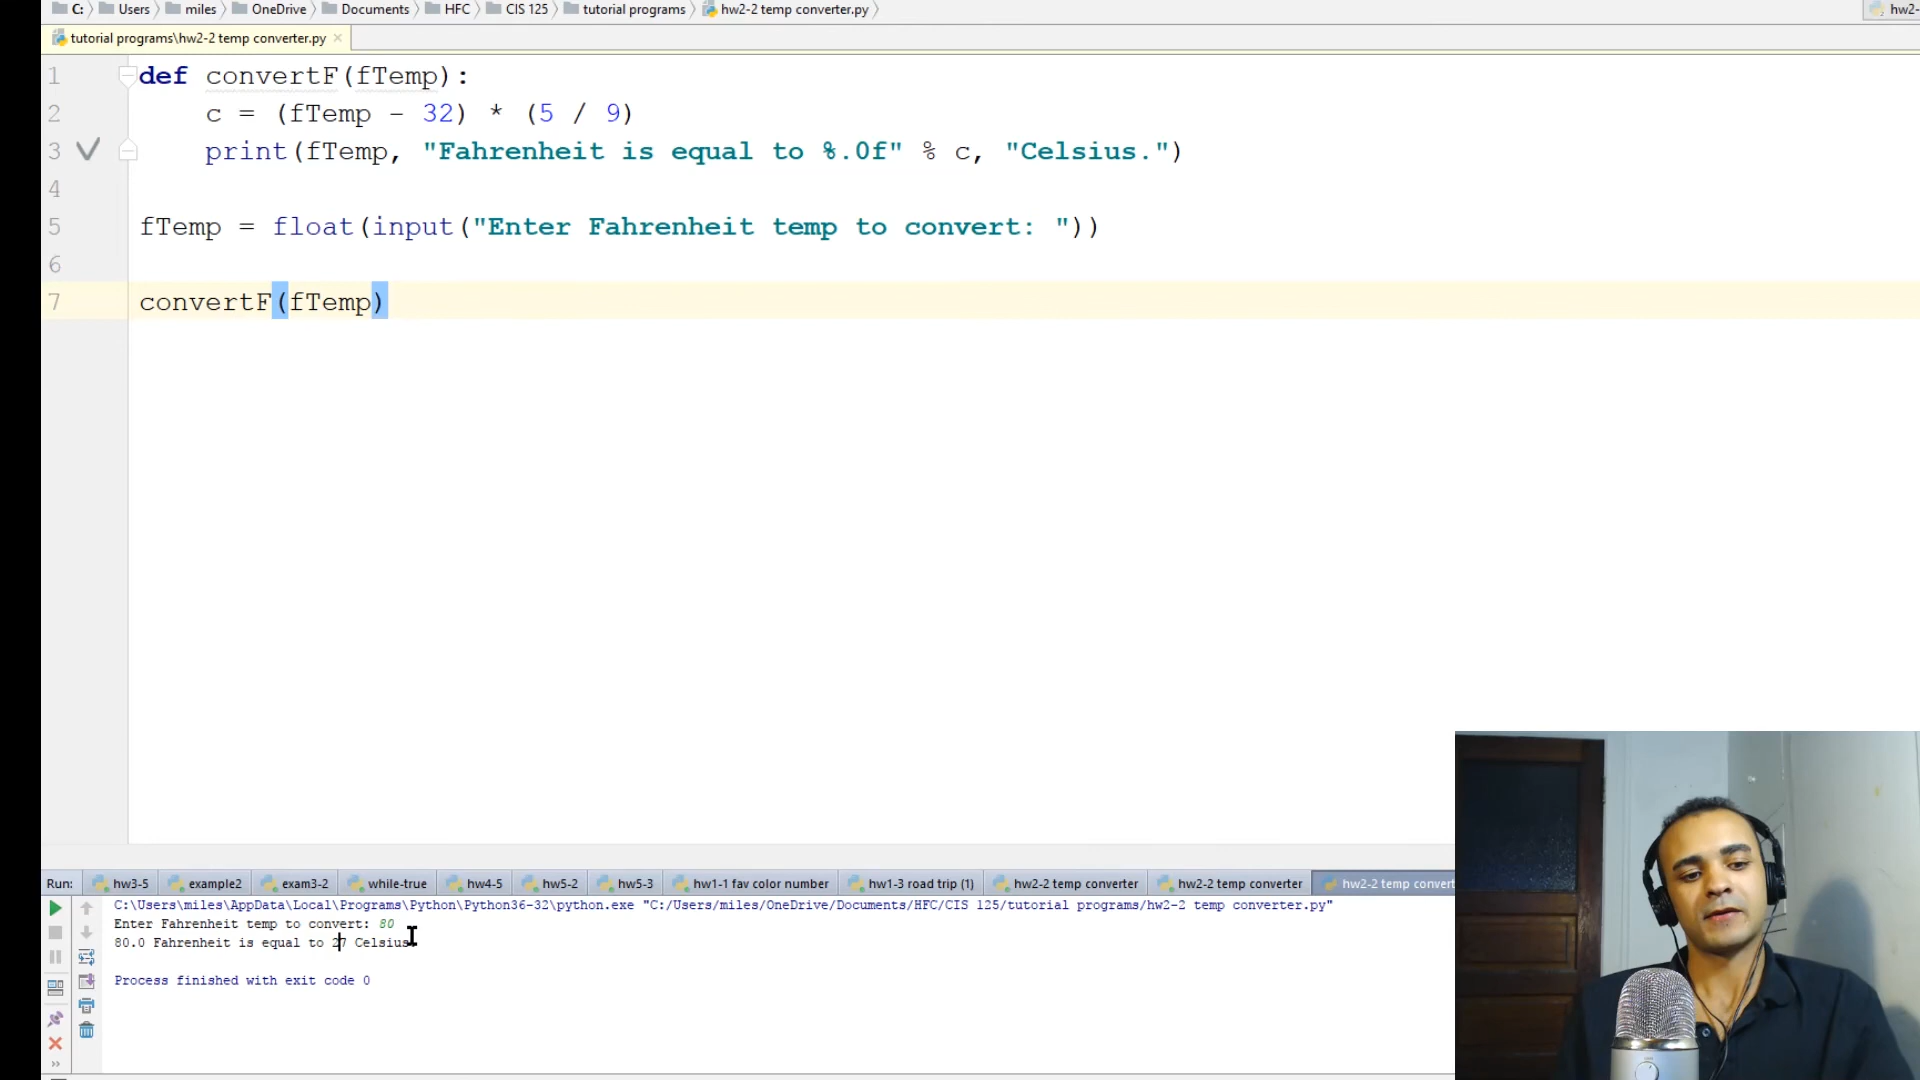 C: Users miles OneDrive Documents HFC CIS 125 tutorial programs hw2-2 temp converter.py hw2-
tutorial programs\hw2-2 temp converter.py
1 def convertF(fTemp):
2 c = (fTemp - 32) * (5 / 9)
3 print(fTemp, "Fahrenheit is equal to %.0f" % c, "Celsius.")
4
5 fTemp = float(input("Enter Fahrenheit temp to convert: "))
6
7 convertF(fTemp)
Run: hw3-5 example2 exam3-2 while-true hw4-5 hw5-2 hw5-3 hw1-1 fav color number hw1-3 road trip (1) hw2-2 temp converter hw2-2 temp converter hw2-2 temp convert
C:\Users\miles\AppData\Local\Programs\Python\Python36-32\python.exe "C:/Users/miles/OneDrive/Documents/HFC/CIS 125/tutorial programs/hw2-2 temp converter.py"
Enter Fahrenheit temp to convert: 80
80.0 Fahrenheit is equal to 27 Celsius.
Process finished with exit code 0